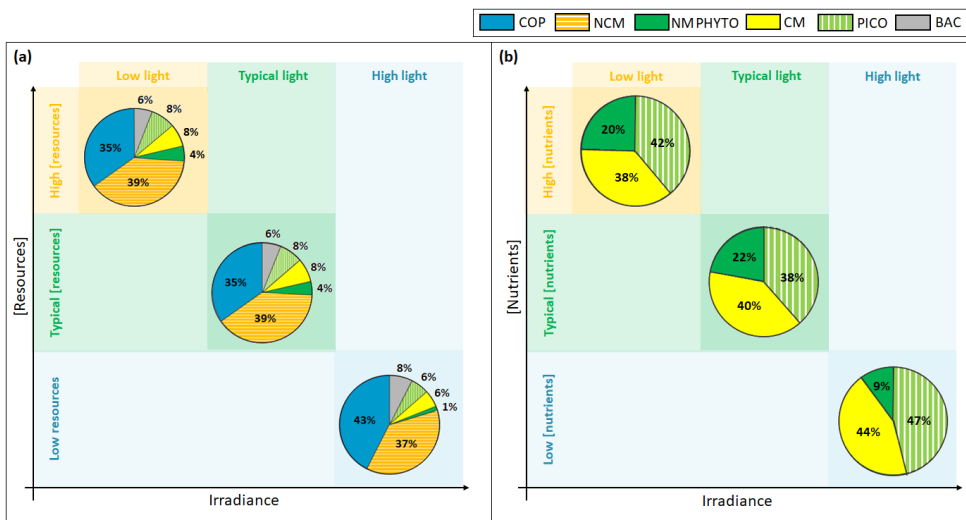 COP NCM NMPHYTO CM PICO BAC
(a)
Low light Typical light High light
High [resources]
6%
8%
8%
4%
35%
39%
Typical [resources]
6%
8%
8%
4%
35%
39%
Low resources
8%
6%
6%
1%
43%
37%
[Resources]
Irradiance
(b)
Low light Typical light High light
High [nutrients]
20%
42%
38%
Typical [nutrients]
22%
38%
40%
Low [nutrients]
9%
47%
44%
[Nutrients]
Irradiance